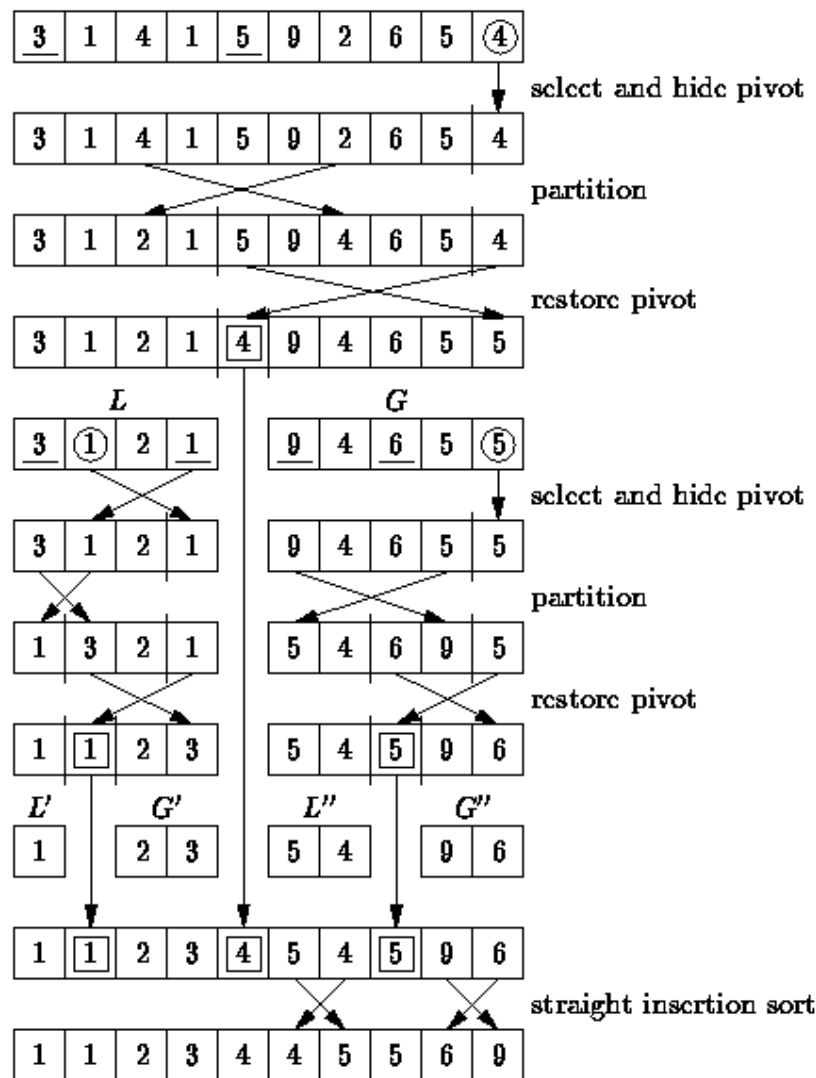 3 1 4 1 5 9 2 6 5 4
select and hide pivot
3 1 4 1 5 9 2 6 5 4
partition
3 1 2 1 5 9 4 6 5 4
restore pivot
3 1 2 1 4 9 4 6 5 5
L G
3 1 2 1 9 4 6 5 5
select and hide pivot
3 1 2 1 9 4 6 5 5
partition
1 3 2 1 5 4 6 9 5
restore pivot
1 1 2 3 5 4 5 9 6
L′ G′ L″ G″
1 2 3 5 4 9 6
1 1 2 3 4 5 4 5 9 6
straight insertion sort
1 1 2 3 4 4 5 5 6 9